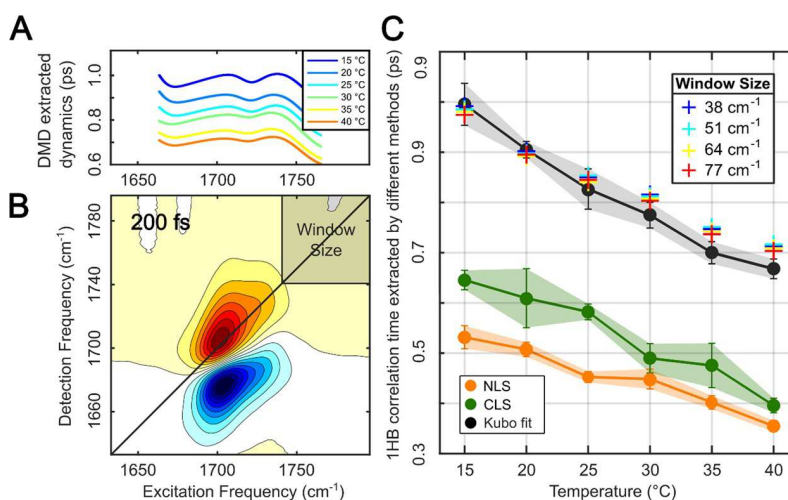 A
DMD extracted
dynamics (ps)
1.0
0.8
0.6
1650
1700
1750
15 °C
20 °C
25 °C
30 °C
35 °C
40 °C
B
Detection Frequency (cm-1)
1780
1740
1700
1660
200 fs
Window
Size
1650
1700
1750
Excitation Frequency (cm-1)
C
1HB correlation time extracted by different methods (ps)
0.9
0.9
0.7
0.5
0.3
Window Size
38 cm-1
51 cm-1
64 cm-1
77 cm-1
NLS
CLS
Kubo fit
15
20
25
30
35
40
Temperature (°C)